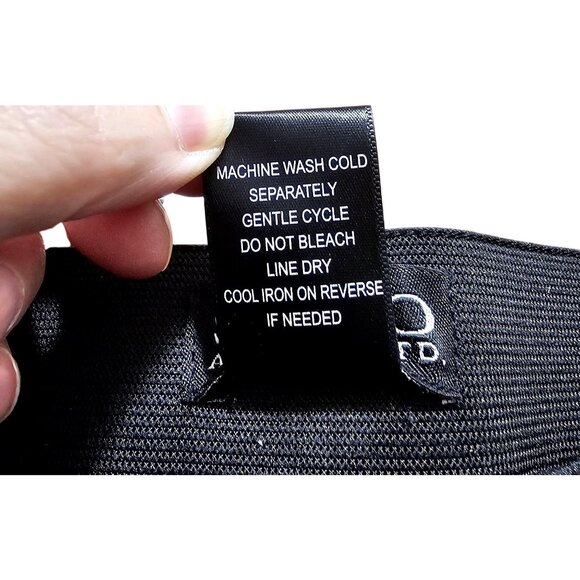 MACHINE WASH COLD
SEPARATELY
GENTLE CYCLE
DO NOT BLEACH
LINE DRY
COOL IRON ON REVERSE
IF NEEDED